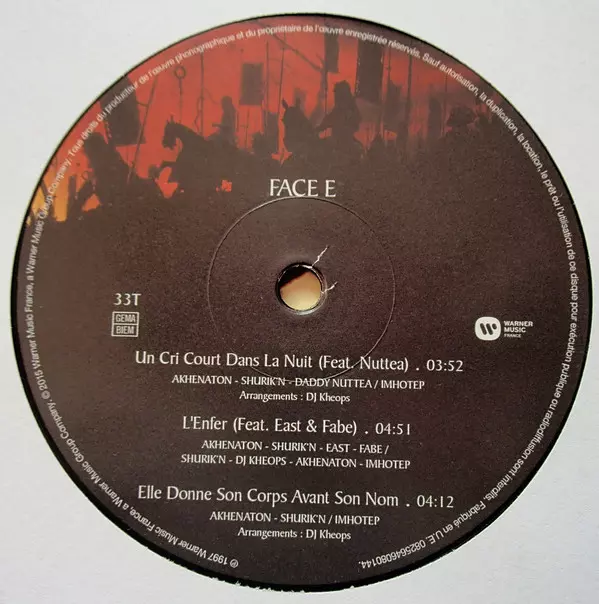 ℗ 1997 Warner Music France, a Warner Music Group Company © 2015 Warner Music France, a Warner Music Group Company. Tous droits du producteur de l'œuvre phonographique et du propriétaire de l'œuvre enregistrée réservés. Sauf autorisation, la duplication, la location, le prêt ou l'utilisation de ce disque pour exécution publique ou radiodiffusion sont interdits. Fabriqué en U.E. 0825646080144.
FACE E
33T
GEMA
BIEM
WARNER
MUSIC
FRANCE
Un Cri Court Dans La Nuit (Feat. Nuttea) . 03:52
AKHENATON - SHURIK'N - DADDY NUTTEA / IMHOTEP
Arrangements : DJ Kheops
L'Enfer (Feat. East & Fabe) . 04:51
AKHENATON - SHURIK'N - EAST - FABE /
SHURIK'N - DJ KHEOPS - AKHENATON - IMHOTEP
Elle Donne Son Corps Avant Son Nom . 04:12
AKHENATON - SHURIK'N / IMHOTEP
Arrangements : DJ Kheops